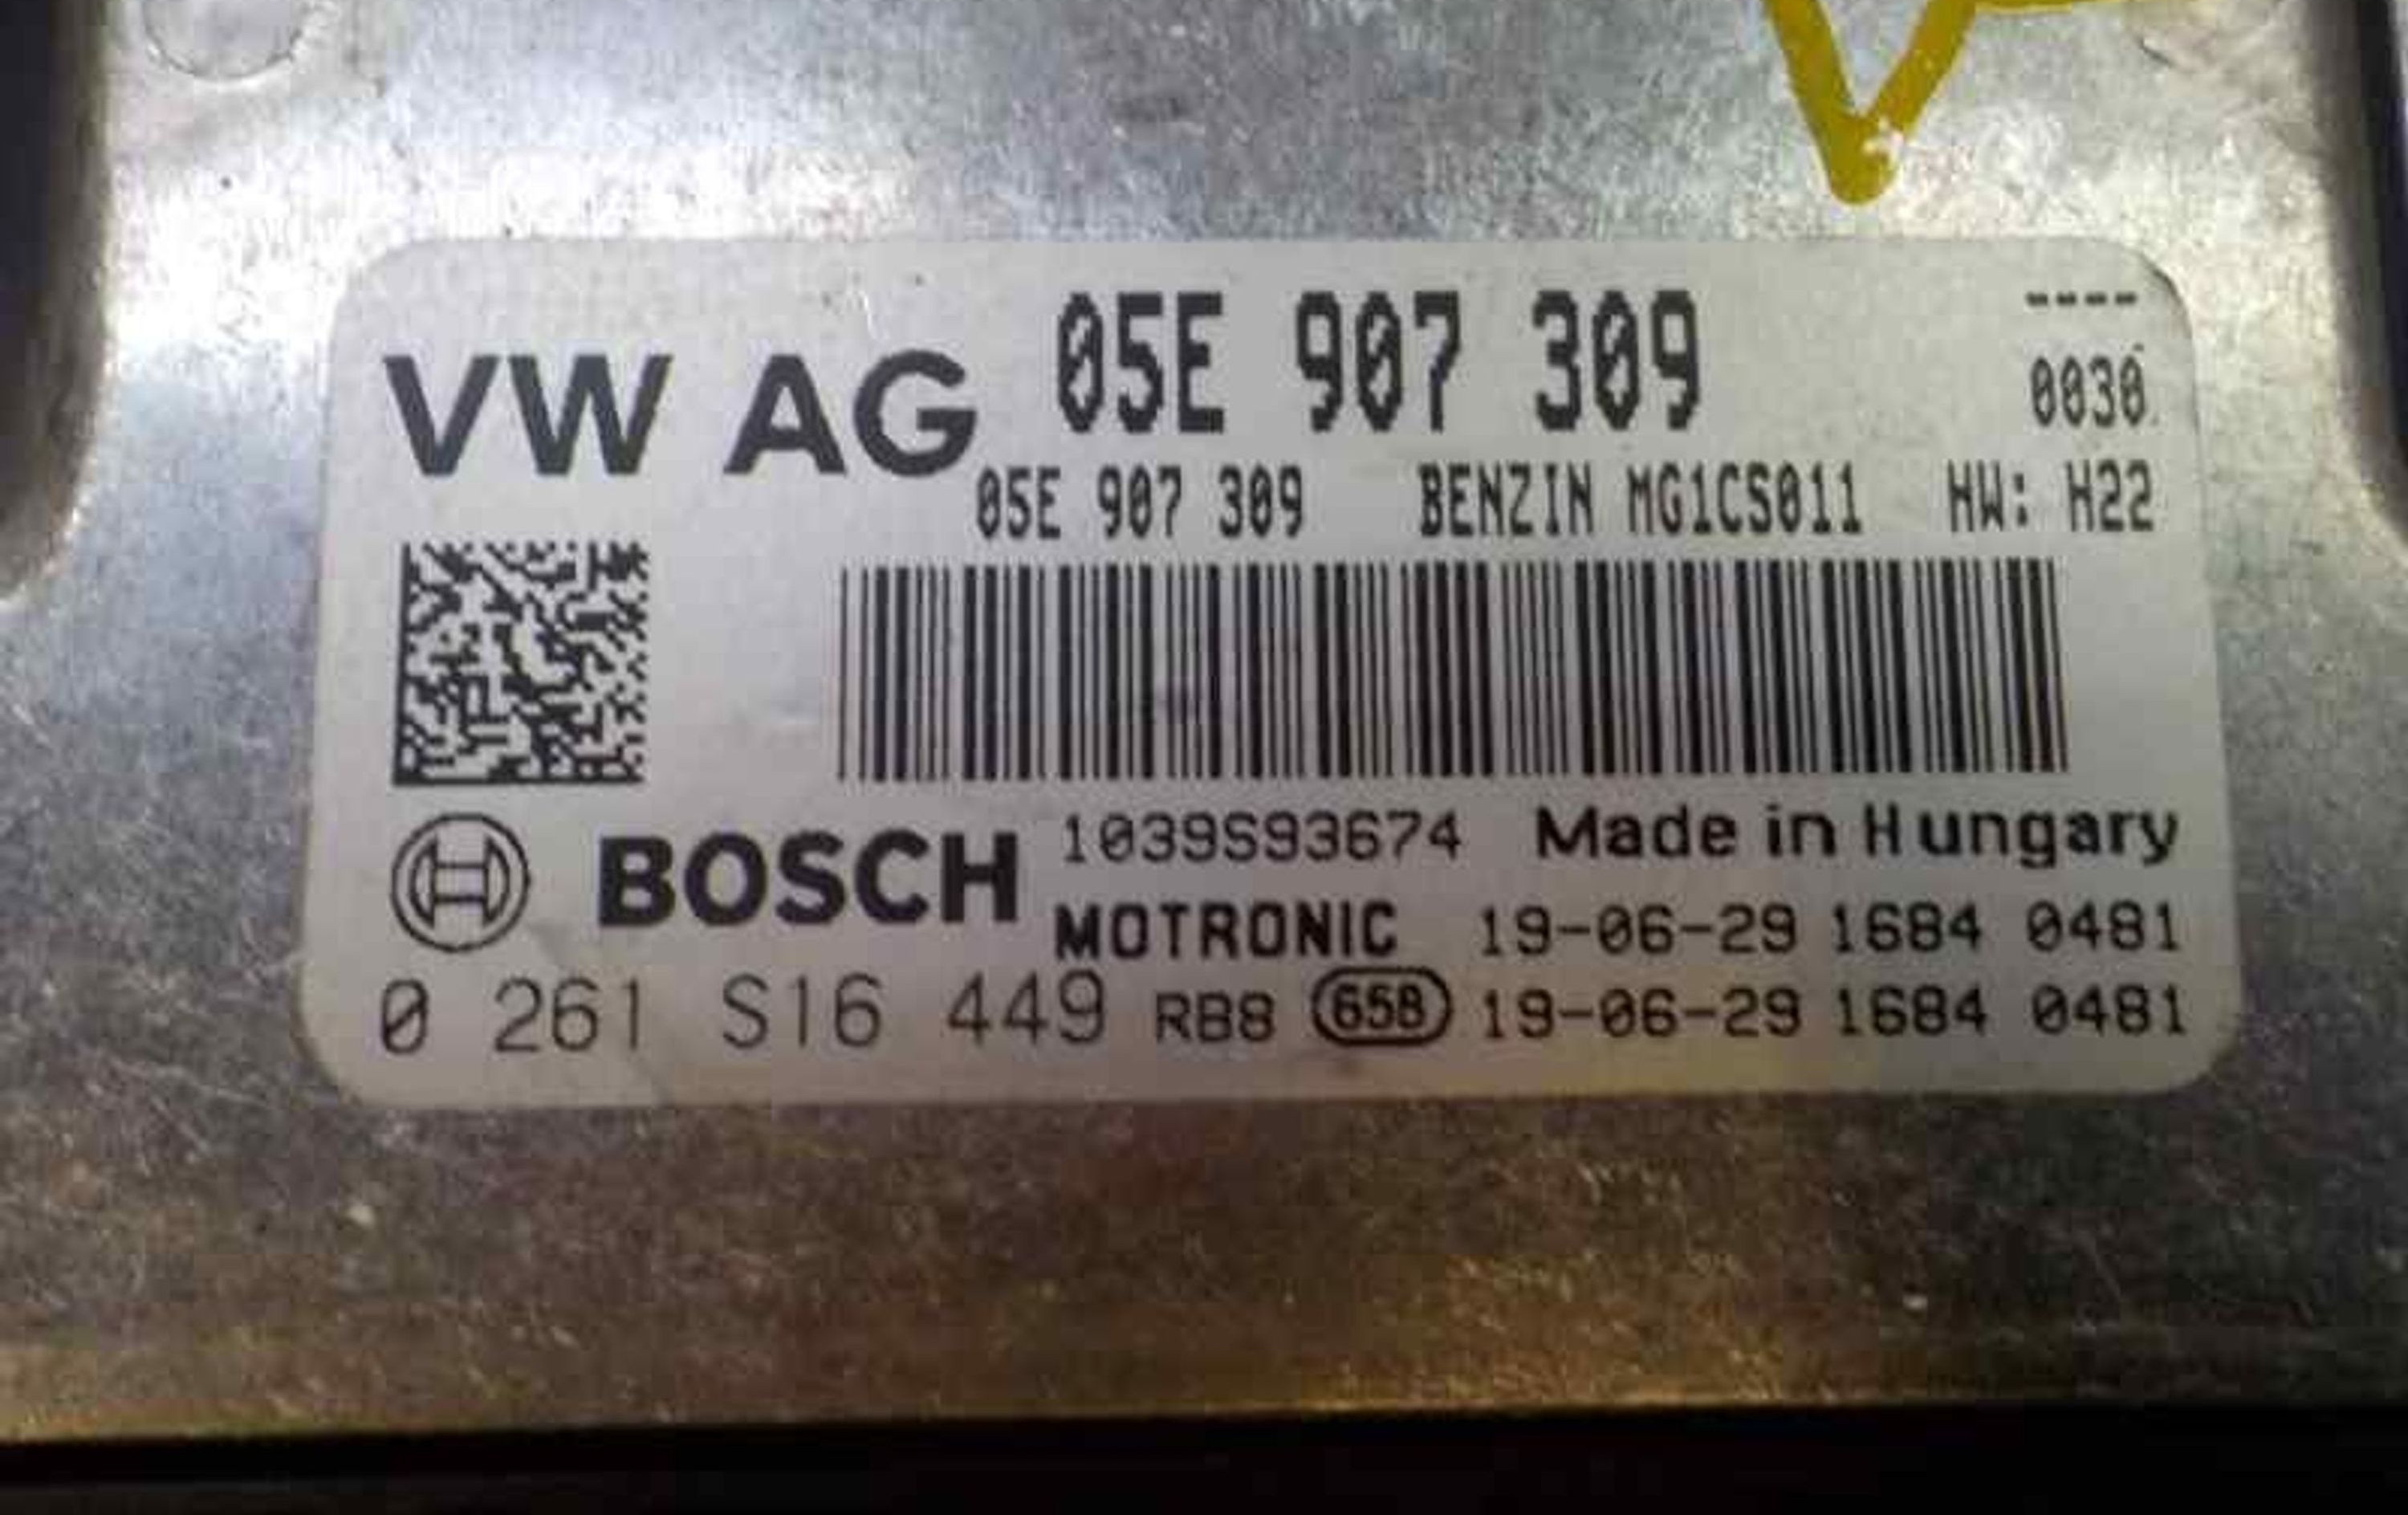 VW AG 05E 907 309 ----
0030
05E 907 309 BENZIN MG1CS011 HW: H22
BOSCH 1039S93674 Made in Hungary
MOTRONIC 19-06-29 1684 0481
0 261 S16 449 RB8 658 19-06-29 1684 0481